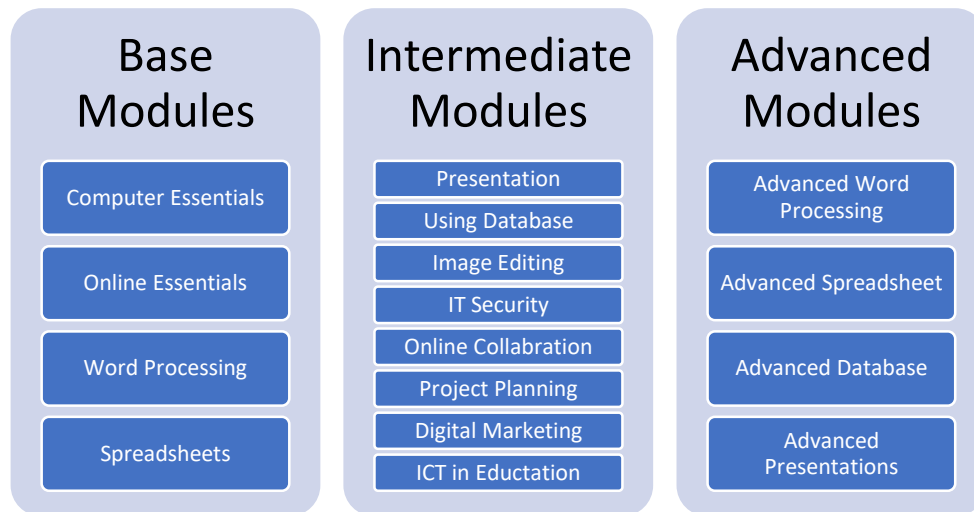 Base
Modules
Computer Essentials
Online Essentials
Word Processing
Spreadsheets
Intermediate
Modules
Presentation
Using Database
Image Editing
IT Security
Online Collabration
Project Planning
Digital Marketing
ICT in Eductation
Advanced
Modules
Advanced Word
Processing
Advanced Spreadsheet
Advanced Database
Advanced
Presentations